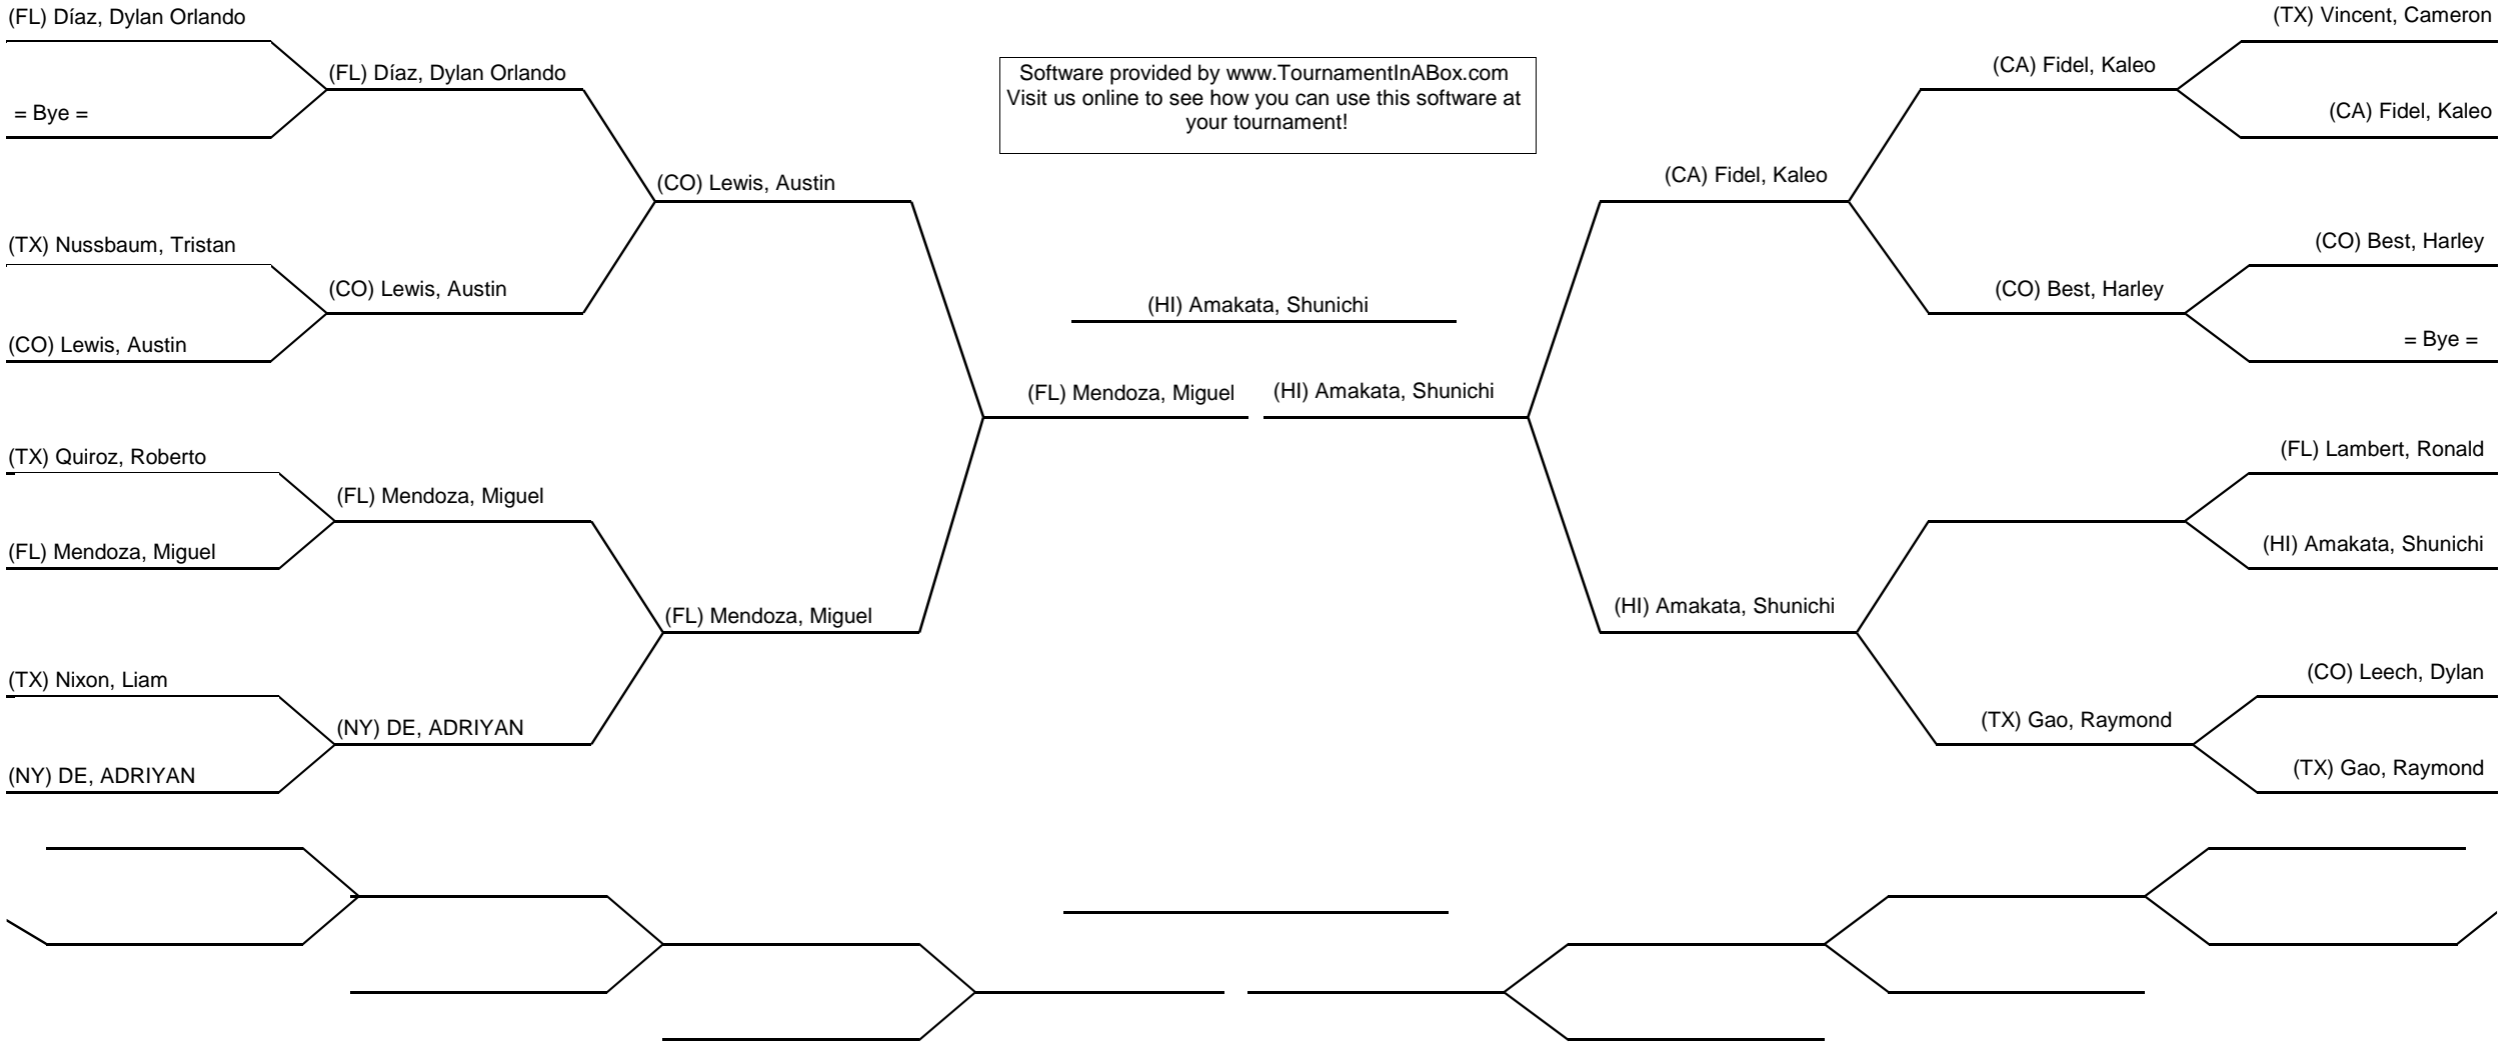 (FL) Díaz, Dylan Orlando
= Bye =
(TX) Nussbaum, Tristan
(CO) Lewis, Austin
(TX) Quiroz, Roberto
(FL) Mendoza, Miguel
(TX) Nixon, Liam
(NY) DE, ADRIYAN
(FL) Díaz, Dylan Orlando
(CO) Lewis, Austin
(FL) Mendoza, Miguel
(NY) DE, ADRIYAN
(CO) Lewis, Austin
(FL) Mendoza, Miguel
Software provided by www.TournamentInABox.com
Visit us online to see how you can use this software at
your tournament!
(HI) Amakata, Shunichi
(FL) Mendoza, Miguel
(HI) Amakata, Shunichi
(CA) Fidel, Kaleo
(HI) Amakata, Shunichi
(CA) Fidel, Kaleo
(CO) Best, Harley
(TX) Gao, Raymond
(TX) Vincent, Cameron
(CA) Fidel, Kaleo
(CO) Best, Harley
= Bye =
(FL) Lambert, Ronald
(HI) Amakata, Shunichi
(CO) Leech, Dylan
(TX) Gao, Raymond